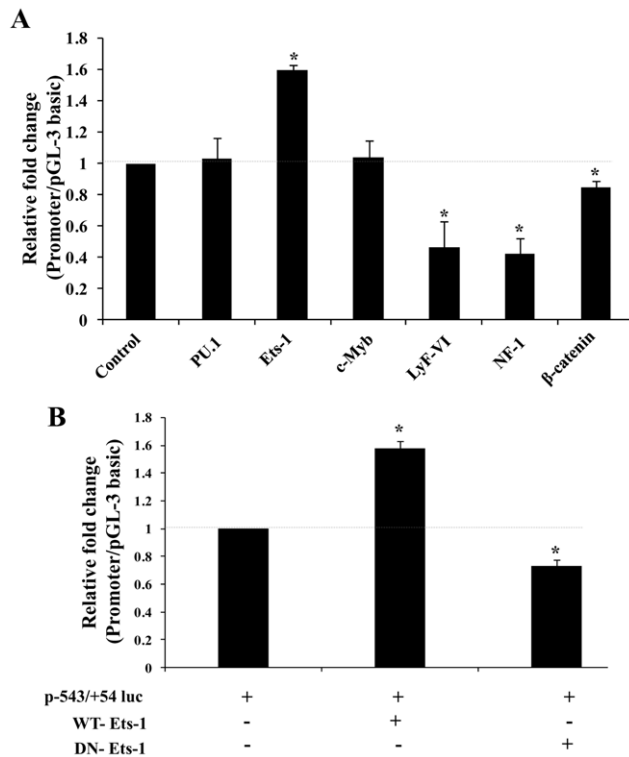 A
Relative fold change
(Promoter/pGL-3 basic)
1.8
1.6
1.4
1.2
1
0.8
0.6
0.4
0.2
0
*
*
*
*
Control
PU.1
Ets-1
c-Myb
LyF-VI
NF-1
β-catenin
B
Relative fold change
(Promoter/pGL-3 basic)
1.8
1.6
1.4
1.2
1
0.8
0.6
0.4
0.2
0
*
*
p-543/+54 luc + + +
WT- Ets-1 - + -
DN- Ets-1 - - +